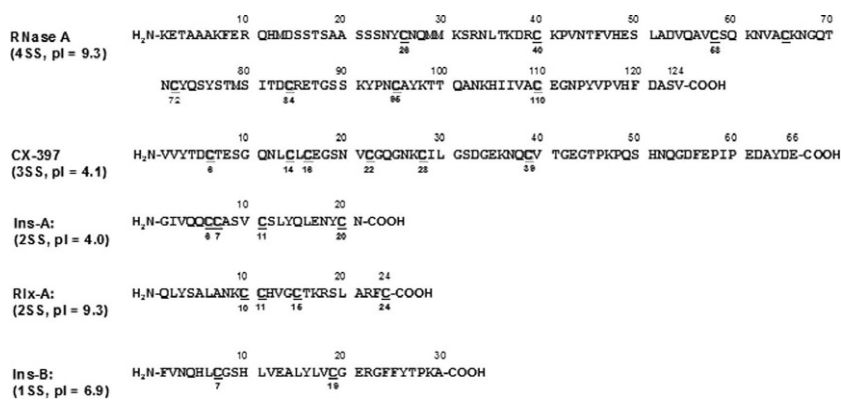 10 20 30 40 50 60 70
RNase A H₂N-KETAAAKFER QHMDSSTSAA SSSNYCNQMM KSRNLTKDRC KPVNTFVHES LADVQAVCSQ KNVACKNGQT
(4SS, pI = 9.3) 26 40 58
80 90 100 110 120 124
NCYQSYSTMS ITDCRETGSS KYPNCAYKTT QANKHIIVAC EGNPYVPVHF DASV-COOH
72 84 95 110
10 20 30 40 50 60 66
CX-397 H₂N-VVYTDCTESG QNLCLCEGSN VCGQGNKCIL GSDGEKNQCV TGEGTPKPQS HNQGDFEPIP EDAYDE-COOH
(3SS, pI = 4.1) 6 14 16 22 28 39
10 20
Ins-A: H₂N-GIVQQCCASV CSLYQLENYC N-COOH
(2SS, pI = 4.0) 6 7 11 20
10 20 24
Rlx-A: H₂N-QLYSALANKC CHVGCTKRSL ARFC-COOH
(2SS, pI = 9.3) 10 11 15 24
10 20 30
Ins-B: H₂N-FVNQHLCGSH LVEALYLVCG ERGFFYTPKA-COOH
(1SS, pI = 6.9) 7 19